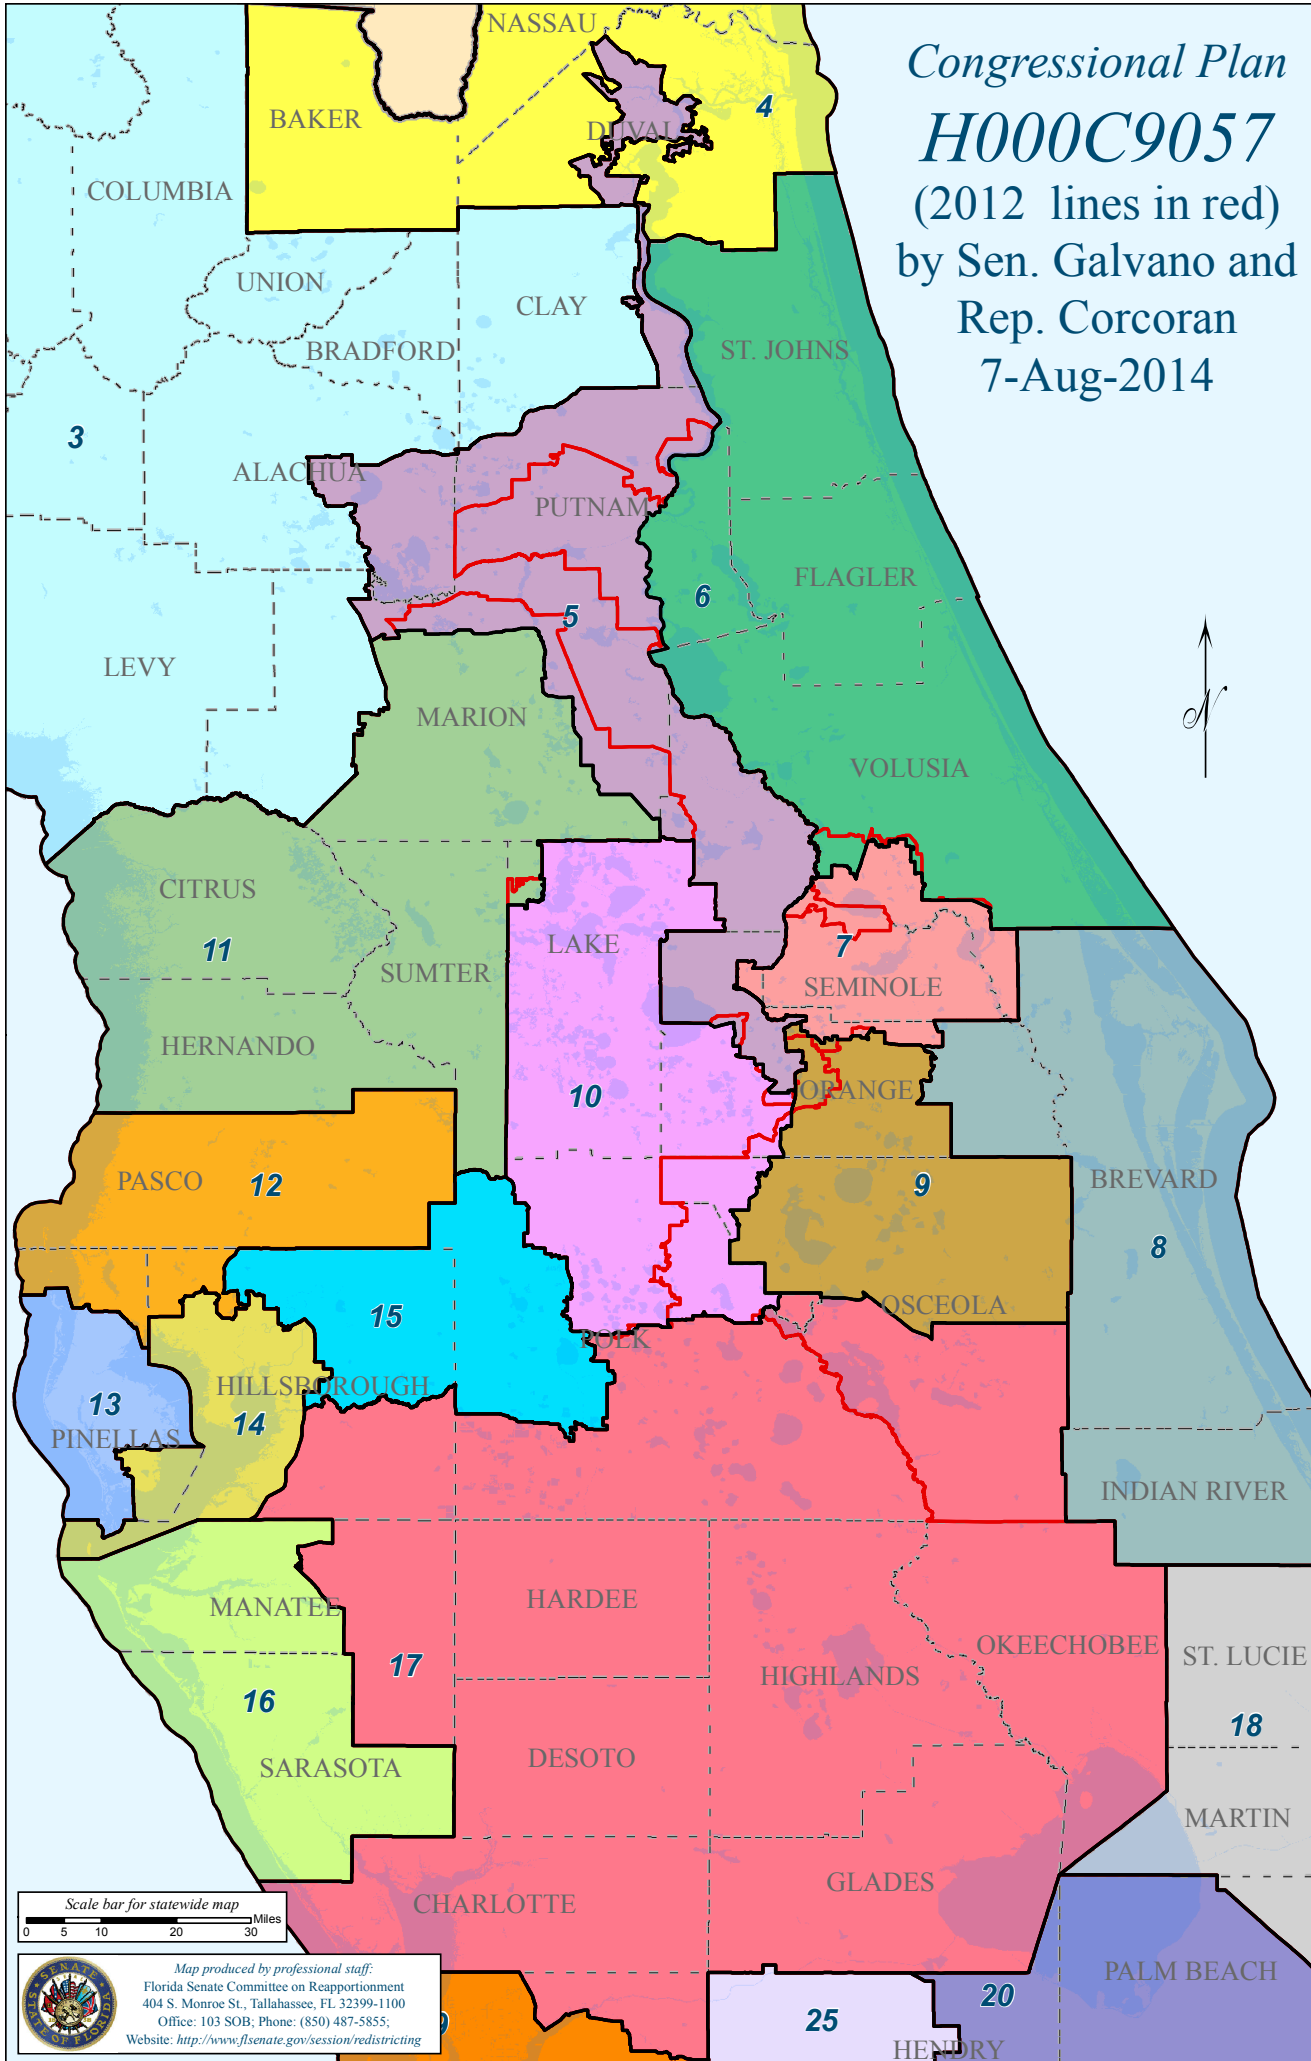 Congressional Plan
H000C9057
(2012 lines in red)
by Sen. Galvano and
Rep. Corcoran
7-Aug-2014
NASSAU
BAKER
4
DUVAL
COLUMBIA
UNION
CLAY
BRADFORD
ST. JOHNS
3
ALACHUA
PUTNAM
FLAGLER
6
5
LEVY
N
MARION
VOLUSIA
CITRUS
11
LAKE
7
SUMTER
SEMINOLE
HERNANDO
10
ORANGE
PASCO
12
9
BREVARD
8
15
OSCEOLA
POLK
HILLSBOROUGH
13
14
PINELLAS
INDIAN RIVER
HARDEE
MANATEE
OKEECHOBEE
ST. LUCIE
17
HIGHLANDS
16
18
DESOTO
SARASOTA
MARTIN
GLADES
CHARLOTTE
Scale bar for statewide map
Miles
0 5 10 20 30
PALM BEACH
20
25
9
HENDRY
SENATE
STATE OF FLORIDA
Map produced by professional staff:
Florida Senate Committee on Reapportionment
404 S. Monroe St., Tallahassee, FL 32399-1100
Office: 103 SOB; Phone: (850) 487-5855;
Website: http://www.flsenate.gov/session/redistricting